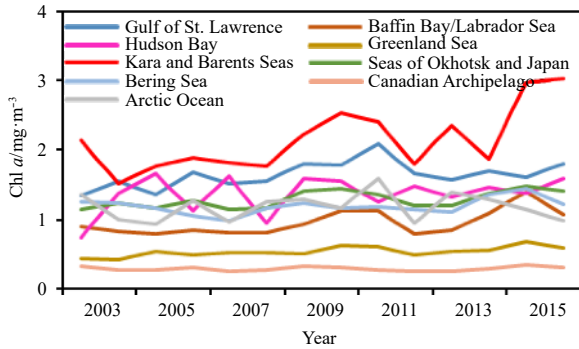 4
3
2
1
0
Chl a/mg·m⁻³
Gulf of St. Lawrence
Baffin Bay/Labrador Sea
Hudson Bay
Greenland Sea
Kara and Barents Seas
Seas of Okhotsk and Japan
Bering Sea
Canadian Archipelago
Arctic Ocean
2003 2005 2007 2009 2011 2013 2015
Year